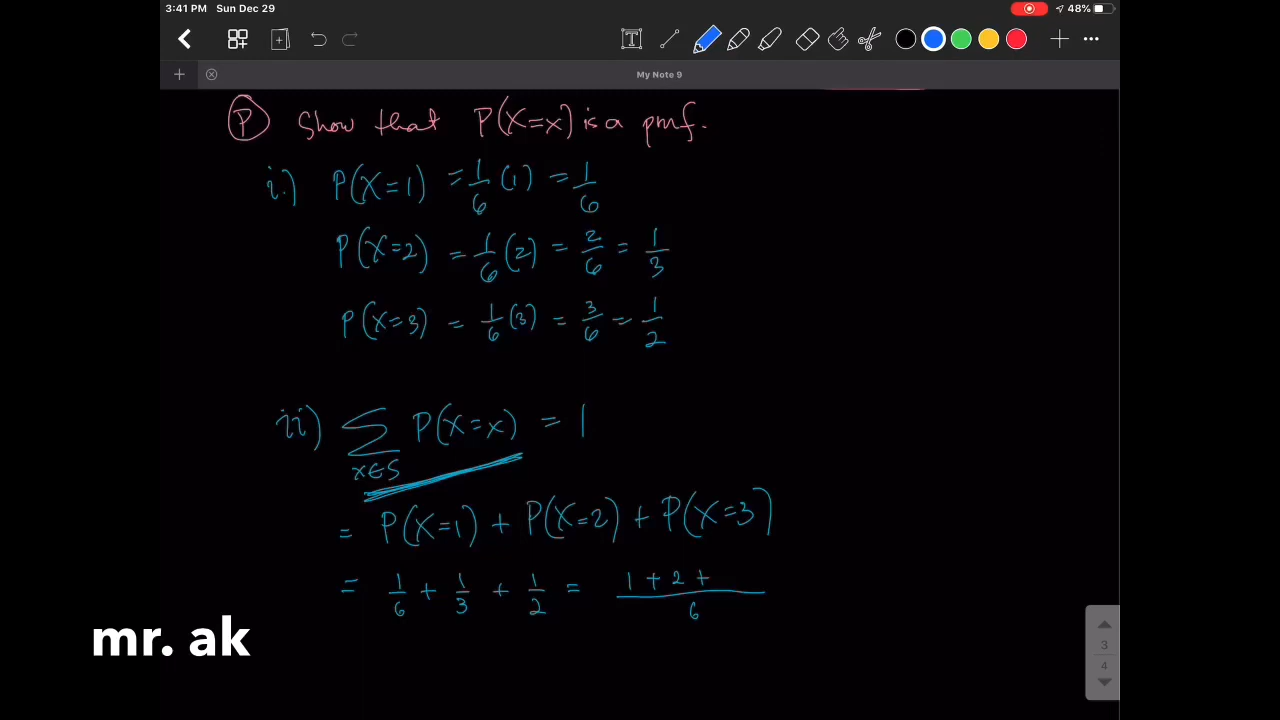 3:41 PM Sun Dec 29 48%
My Note 9
P Show that P(X=x) is a pmf.
i.) P(X=1) = 1/6 (1) = 1/6
P(X=2) = 1/6 (2) = 2/6 = 1/3
P(X=3) = 1/6 (3) = 3/6 = 1/2
ii) ∑ x∈S P(X=x) = 1
= P(X=1) + P(X=2) + P(X=3)
= 1/6 + 1/3 + 1/2 = 1 + 2 + / 6
mr. ak
3
4